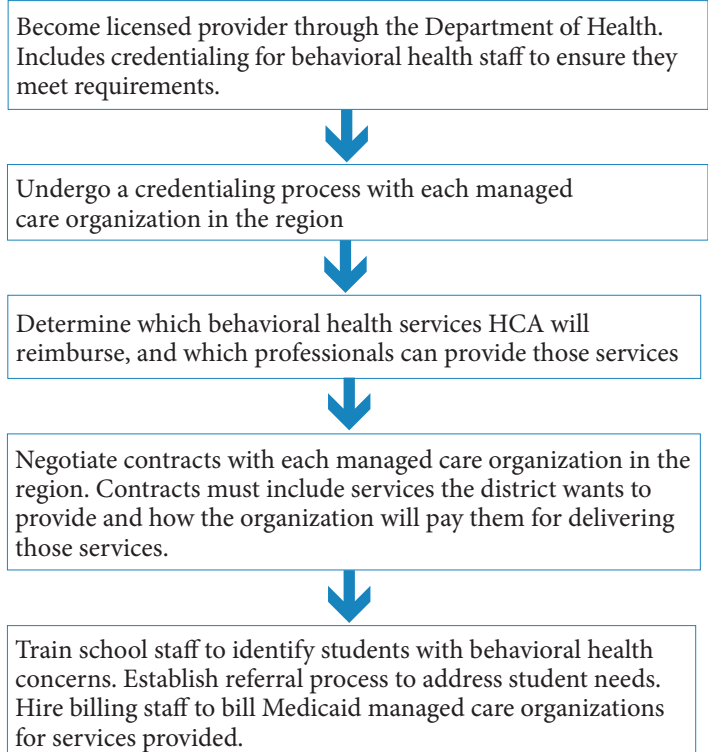 Become licensed provider through the Department of Health.
Includes credentialing for behavioral health staff to ensure they
meet requirements.
Undergo a credentialing process with each managed
care organization in the region
Determine which behavioral health services HCA will
reimburse, and which professionals can provide those services
Negotiate contracts with each managed care organization in the
region. Contracts must include services the district wants to
provide and how the organization will pay them for delivering
those services.
Train school staff to identify students with behavioral health
concerns. Establish referral process to address student needs.
Hire billing staff to bill Medicaid managed care organizations
for services provided.